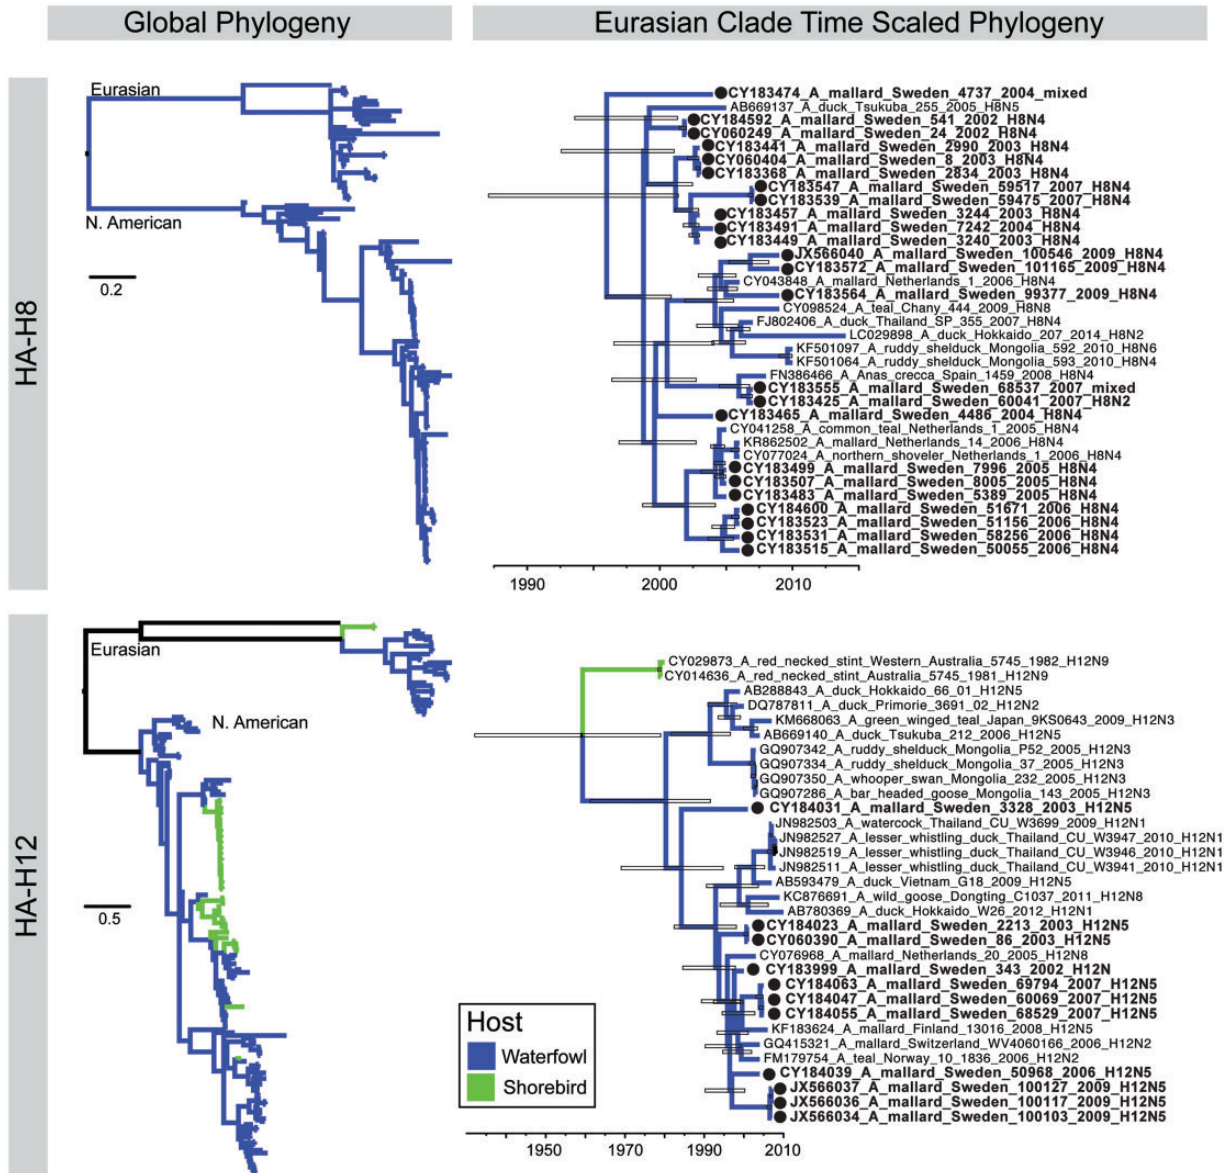 Global Phylogeny
Eurasian Clade Time Scaled Phylogeny
HA-H8
Eurasian
N. American
0.2
CY183474_A_mallard_Sweden_4737_2004_mixed
AB669137_A_duck_Tsukuba_255_2005_H8N5
CY184592_A_mallard_Sweden_541_2002_H8N4
CY060249_A_mallard_Sweden_24_2002_H8N4
CY183441_A_mallard_Sweden_2990_2003_H8N4
CY060404_A_mallard_Sweden_8_2003_H8N4
CY183368_A_mallard_Sweden_2834_2003_H8N4
CY183547_A_mallard_Sweden_59517_2007_H8N4
CY183539_A_mallard_Sweden_59475_2007_H8N4
CY183457_A_mallard_Sweden_3244_2003_H8N4
CY183491_A_mallard_Sweden_7242_2004_H8N4
CY183449_A_mallard_Sweden_3240_2003_H8N4
JX566040_A_mallard_Sweden_100546_2009_H8N4
CY183572_A_mallard_Sweden_101165_2009_H8N4
CY043848_A_mallard_Netherlands_1_2006_H8N4
CY183564_A_mallard_Sweden_99377_2009_H8N4
CY098524_A_teal_Chany_444_2009_H8N8
FJ802406_A_duck_Thailand_SP_355_2007_H8N4
LC029898_A_duck_Hokkaido_207_2014_H8N2
KF501097_A_ruddy_shelduck_Mongolia_592_2010_H8N6
KF501064_A_ruddy_shelduck_Mongolia_593_2010_H8N4
FN386466_A_Anas_crecca_Spain_1459_2008_H8N4
CY183555_A_mallard_Sweden_68537_2007_mixed
CY183425_A_mallard_Sweden_60041_2007_H8N2
CY183465_A_mallard_Sweden_4486_2004_H8N4
CY041258_A_common_teal_Netherlands_1_2005_H8N4
KR862502_A_mallard_Netherlands_14_2006_H8N4
CY077024_A_northern_shoveler_Netherlands_1_2006_H8N4
CY183499_A_mallard_Sweden_7996_2005_H8N4
CY183507_A_mallard_Sweden_8005_2005_H8N4
CY183483_A_mallard_Sweden_5389_2005_H8N4
CY184600_A_mallard_Sweden_51671_2006_H8N4
CY183523_A_mallard_Sweden_51156_2006_H8N4
CY183531_A_mallard_Sweden_58256_2006_H8N4
CY183515_A_mallard_Sweden_50055_2006_H8N4
1990 2000 2010
HA-H12
Eurasian
N. American
0.5
CY029873_A_red_necked_stint_Western_Australia_5745_1982_H12N9
CY014636_A_red_necked_stint_Australia_5745_1981_H12N9
AB288843_A_duck_Hokkaido_66_01_H12N5
DQ787811_A_duck_Primorie_3691_02_H12N2
KM668063_A_green_winged_teal_Japan_9KS0643_2009_H12N3
AB669140_A_duck_Tsukuba_212_2006_H12N5
GQ907342_A_ruddy_shelduck_Mongolia_P52_2005_H12N3
GQ907334_A_ruddy_shelduck_Mongolia_37_2005_H12N3
GQ907350_A_whooper_swan_Mongolia_232_2005_H12N3
GQ907286_A_bar_headed_goose_Mongolia_143_2005_H12N3
CY184031_A_mallard_Sweden_3328_2003_H12N5
JN982503_A_watercock_Thailand_CU_W3699_2009_H12N1
JN982527_A_lesser_whistling_duck_Thailand_CU_W3947_2010_H12N1
JN982519_A_lesser_whistling_duck_Thailand_CU_W3946_2010_H12N1
JN982511_A_lesser_whistling_duck_Thailand_CU_W3941_2010_H12N1
AB593479_A_duck_Vietnam_G18_2009_H12N5
KC876691_A_wild_goose_Dongting_C1037_2011_H12N8
AB780369_A_duck_Hokkaido_W26_2012_H12N1
CY184023_A_mallard_Sweden_2213_2003_H12N5
CY060390_A_mallard_Sweden_86_2003_H12N5
CY076968_A_mallard_Netherlands_20_2005_H12N8
CY183999_A_mallard_Sweden_343_2002_H12N
CY184063_A_mallard_Sweden_69794_2007_H12N5
CY184047_A_mallard_Sweden_60069_2007_H12N5
CY184055_A_mallard_Sweden_68529_2007_H12N5
KF183624_A_mallard_Finland_13016_2008_H12N5
GQ415321_A_mallard_Switzerland_WV4060166_2006_H12N2
FM179754_A_teal_Norway_10_1836_2006_H12N2
CY184039_A_mallard_Sweden_50968_2006_H12N5
JX566037_A_mallard_Sweden_100127_2009_H12N5
JX566036_A_mallard_Sweden_100117_2009_H12N5
JX566034_A_mallard_Sweden_100103_2009_H12N5
Host
Waterfowl
Shorebird
1950 1970 1990 2010